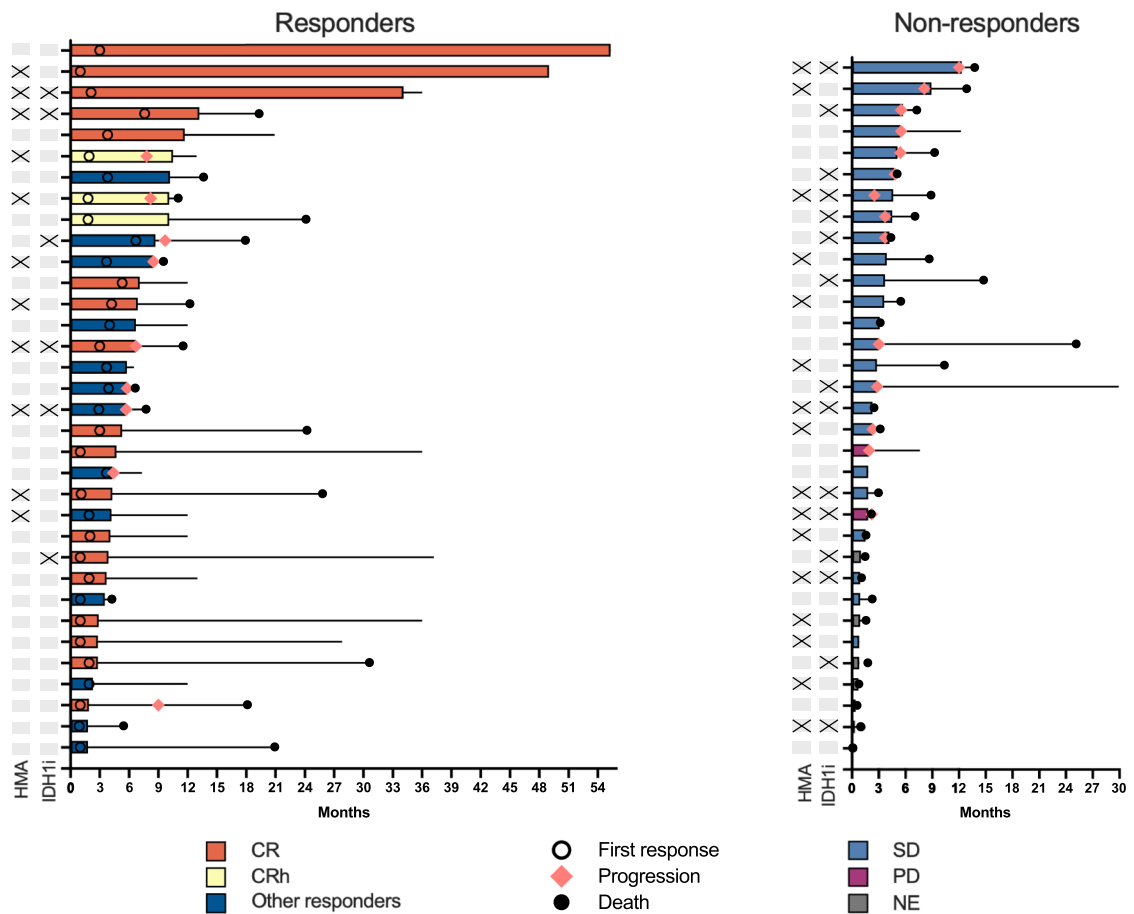 Responders
Non-responders
HMA
IDH1i
0 3 6 9 12 15 18 21 24 27 30 33 36 39 42 45 48 51 54
Months
HMA
IDH1i
0 3 6 9 12 15 18 21 24 27 30
Months
CR
CRh
Other responders
First response
Progression
Death
SD
PD
NE